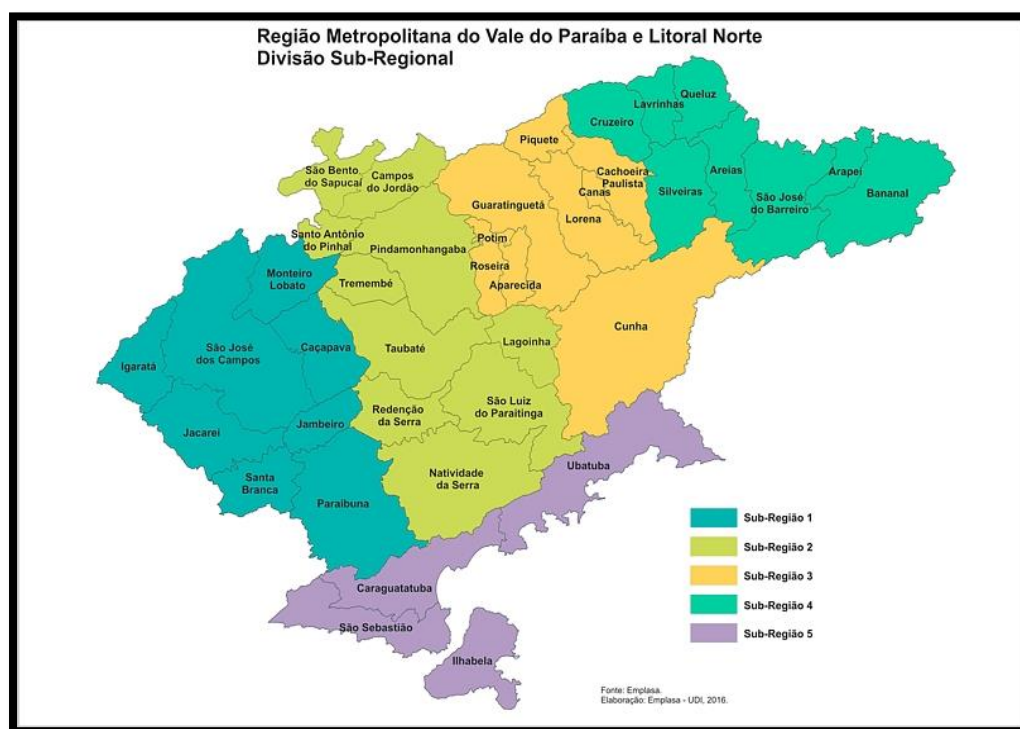 Região Metropolitana do Vale do Paraíba e Litoral Norte
Divisão Sub-Regional
Queluz
Lavrinhas
Cruzeiro
Piquete
Cachoeira
Paulista
Canas
Silveiras
Areias
São José
do Barreiro
Arapeí
Bananal
São Bento
do Sapucaí
Campos
do Jordão
Guaratinguetá
Lorena
Santo Antônio
do Pinhal
Pindamonhangaba
Potim
Roseira
Aparecida
Monteiro
Lobato
Tremembé
Cunha
São José
dos Campos
Caçapava
Taubaté
Lagoinha
Igaratá
São Luiz
do Paraitinga
Redenção
da Serra
Jacareí
Jambeiro
Santa
Branca
Natividade
da Serra
Ubatuba
Paraibuna
Caraguatatuba
São Sebastião
Ilhabela
Sub-Região 1
Sub-Região 2
Sub-Região 3
Sub-Região 4
Sub-Região 5
Fonte: Emplasa.
Elaboração: Emplasa - UDI, 2016.